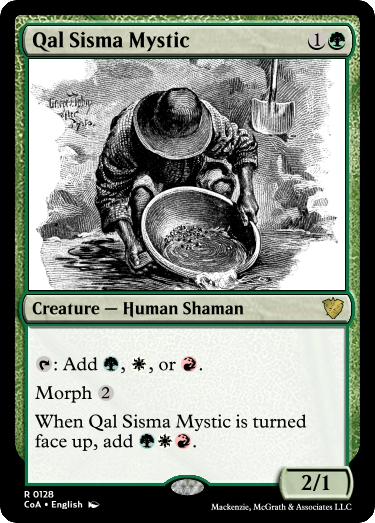 Qal Sisma Mystic 1
Creature — Human Shaman
: Add , , or .
Morph 2
When Qal Sisma Mystic is turned
face up, add .
2/1
R 0128
CoA • English
Mackenzie, McGrath & Associates LLC